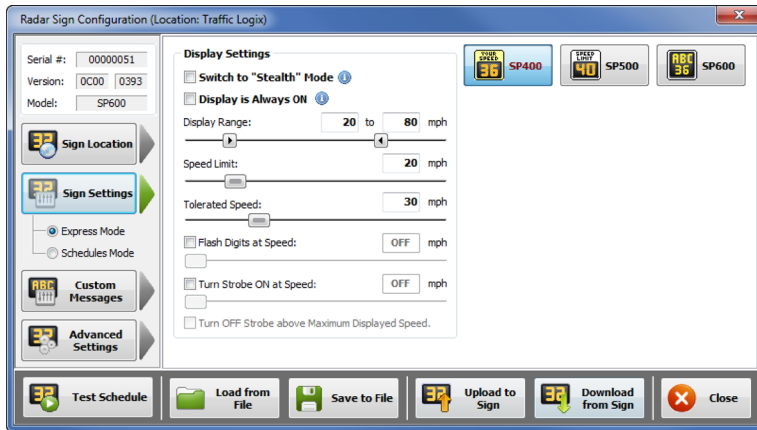 Radar Sign Configuration (Location: Traffic Logix)
Serial #: 00000051
Version: 0C00 0393
Model: SP600
Sign Location
Sign Settings
Express Mode
Schedules Mode
Custom
Messages
Advanced
Settings
Display Settings
Switch to "Stealth" Mode
Display is Always ON
Display Range: 20 to 80 mph
Speed Limit: 20 mph
Tolerated Speed: 30 mph
Flash Digits at Speed: OFF mph
Turn Strobe ON at Speed: OFF mph
Turn OFF Strobe above Maximum Displayed Speed.
YOUR
SPEED
36
SP400
SPEED
LIMIT
40
SP500
ABC
36
SP600
Test Schedule
Load from
File
Save to File
Upload to
Sign
Download
from Sign
Close